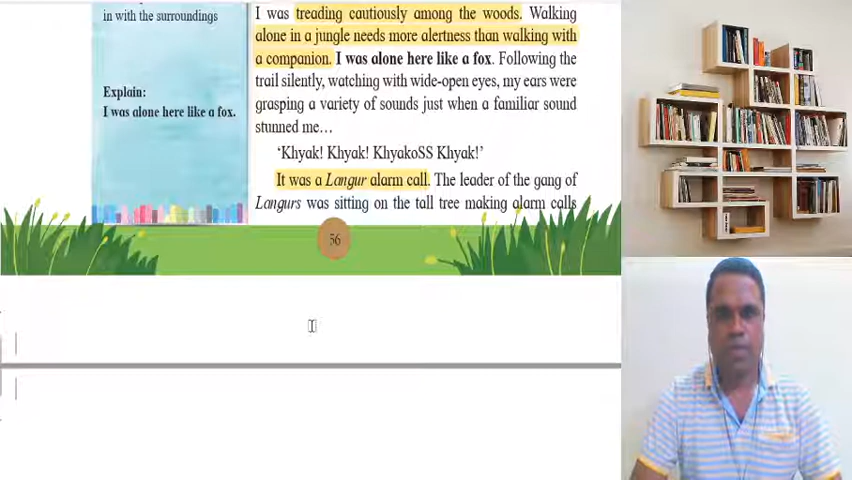 in with the surroundings
Explain:
I was alone here like a fox.
I was treading cautiously among the woods. Walking
alone in a jungle needs more alertness than walking with
a companion. I was alone here like a fox. Following the
trail silently, watching with wide-open eyes, my ears were
grasping a variety of sounds just when a familiar sound
stunned me…
‘Khyak! Khyak! KhyakoSS Khyak!’
It was a Langur alarm call. The leader of the gang of
Langurs was sitting on the tall tree making alarm calls
56